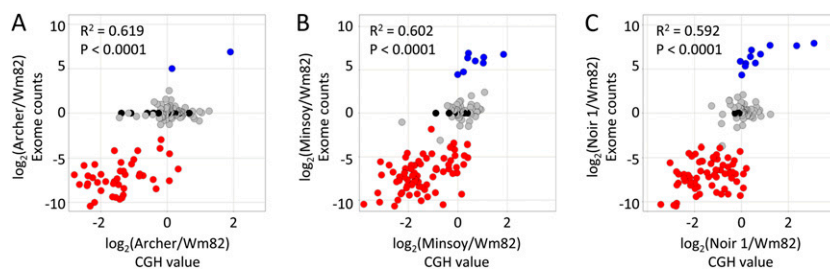 A
R² = 0.619
P < 0.0001
log₂(Archer/Wm82)
Exome counts
10
5
0
-5
-10
-2
0
2
log₂(Archer/Wm82)
CGH value
B
R² = 0.602
P < 0.0001
log₂(Minsoy/Wm82)
Exome counts
10
5
0
-5
-10
-2
0
2
log₂(Minsoy/Wm82)
CGH value
C
R² = 0.592
P < 0.0001
log₂(Noir 1/Wm82)
Exome counts
10
5
0
-5
-10
-2
0
2
log₂(Noir 1/Wm82)
CGH value